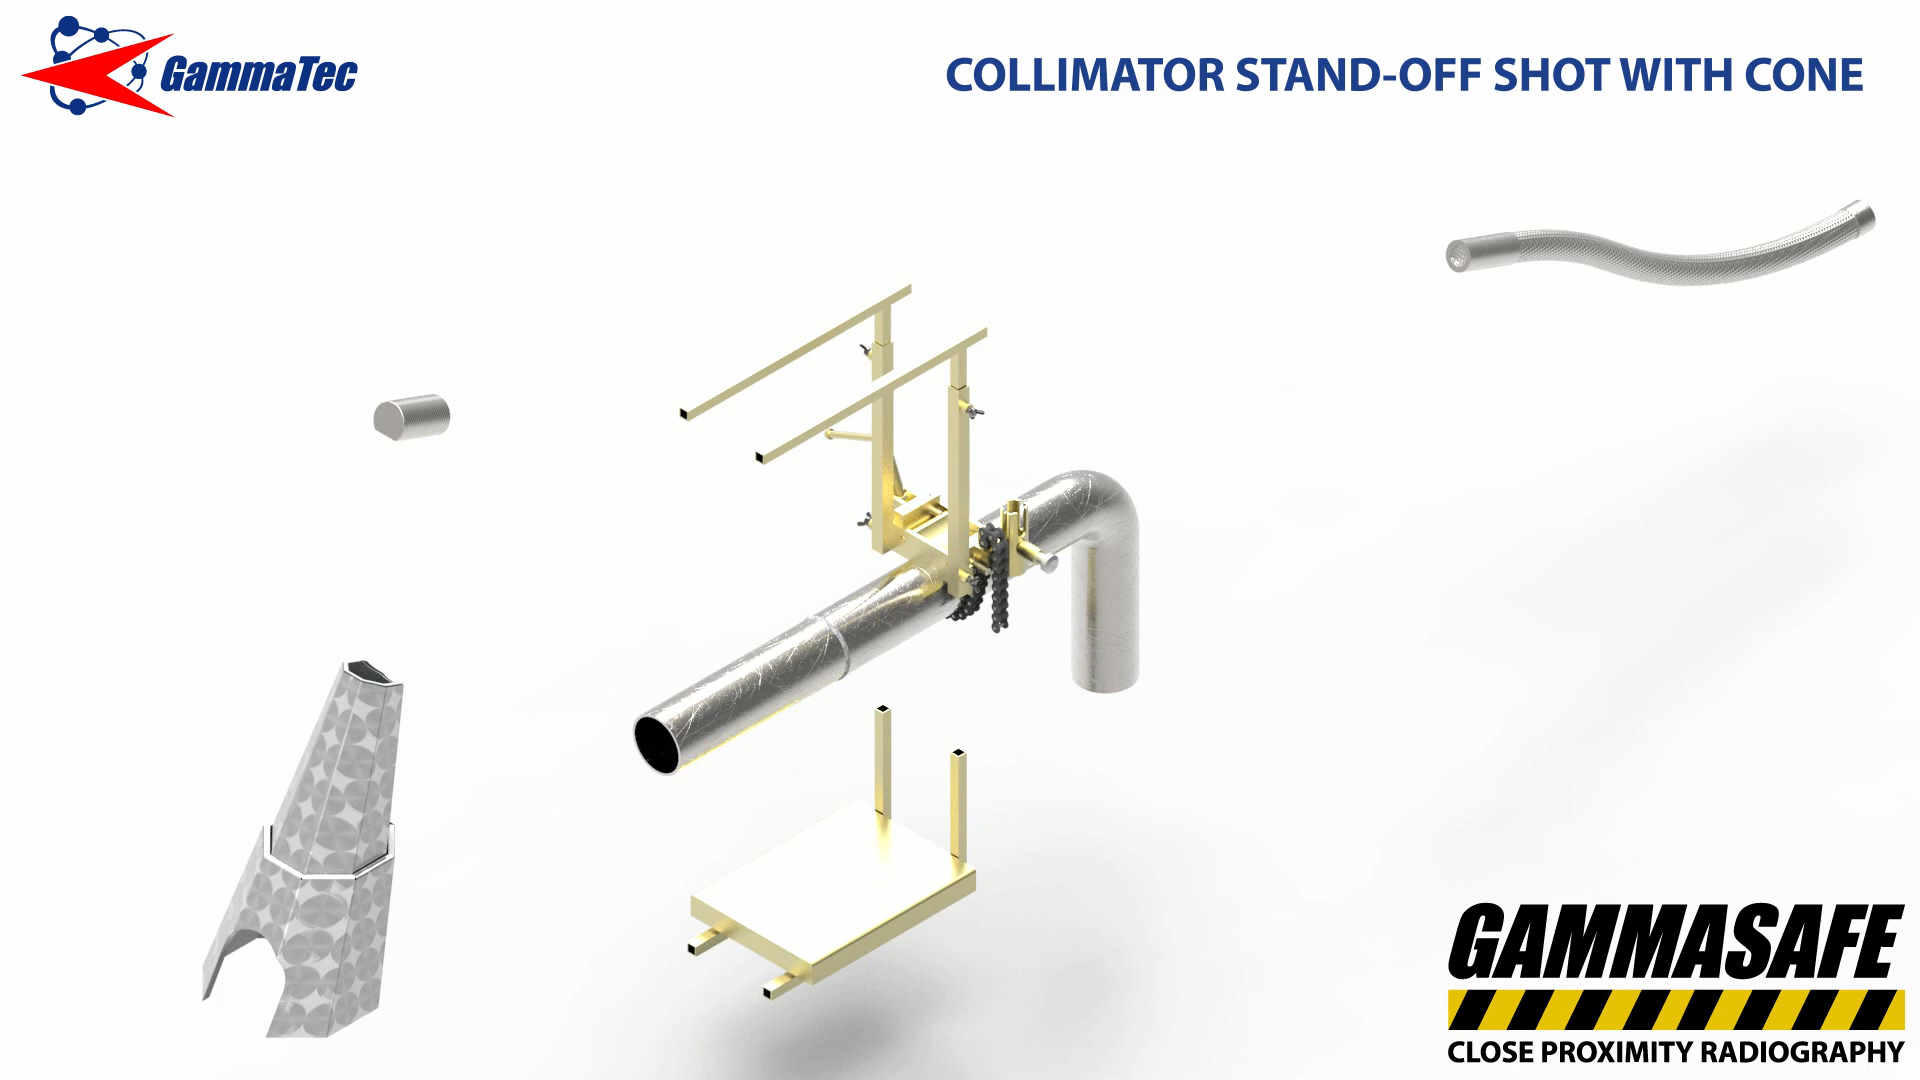 GammaTec
COLLIMATOR STAND-OFF SHOT WITH CONE
GAMMASAFE
CLOSE PROXIMITY RADIOGRAPHY